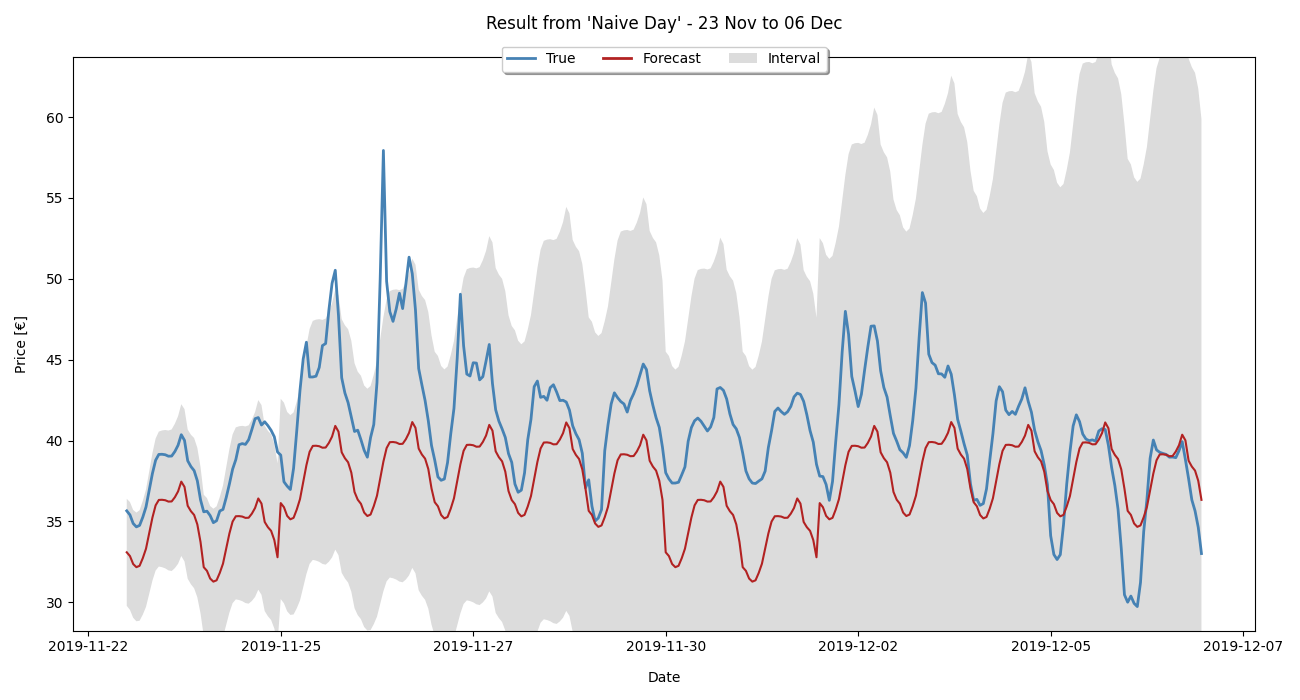 Result from 'Naive Day' - 23 Nov to 06 Dec
True Forecast Interval
60
55
50
45
40
35
30
Price [€]
2019-11-22 2019-11-25 2019-11-27 2019-11-30 2019-12-02 2019-12-05 2019-12-07
Date